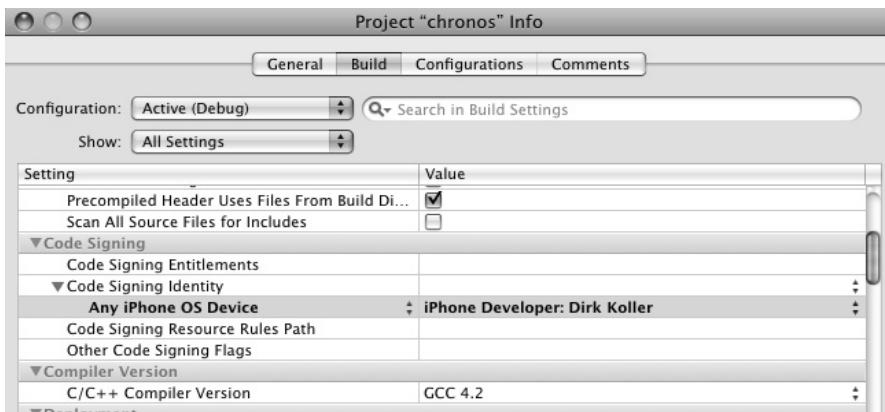 Project “chronos” Info
General Build Configurations Comments
Configuration: Active (Debug) Search in Build Settings
Show: All Settings
Setting Value
Precompiled Header Uses Files From Build Di...
Scan All Source Files for Includes
Code Signing
Code Signing Entitlements
Code Signing Identity
Any iPhone OS Device iPhone Developer: Dirk Koller
Code Signing Resource Rules Path
Other Code Signing Flags
Compiler Version
C/C++ Compiler Version GCC 4.2